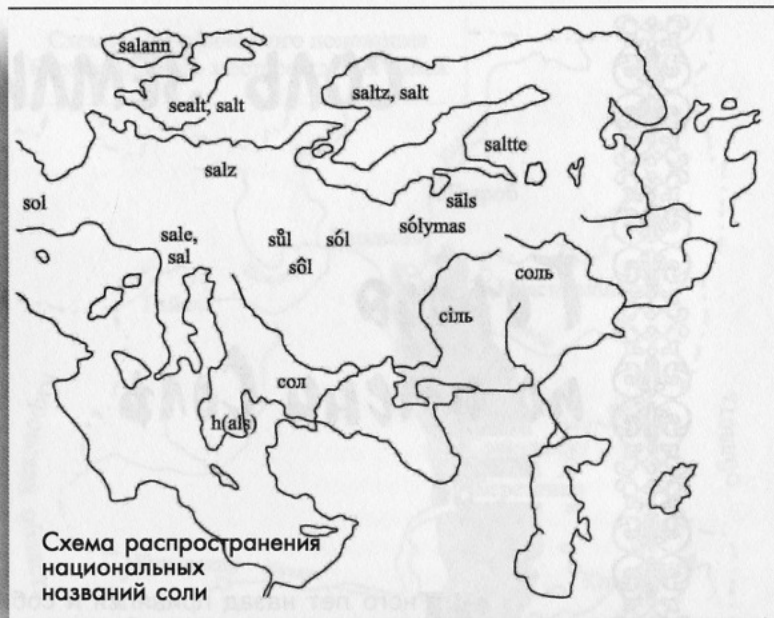 salann
sealt, salt
saltz, salt
saltte
salz
sāls
sol
sólymas
sale,
sal
sůl
sól
sôl
соль
сіль
сол
h(als)
Схема распространения
национальных
названий соли